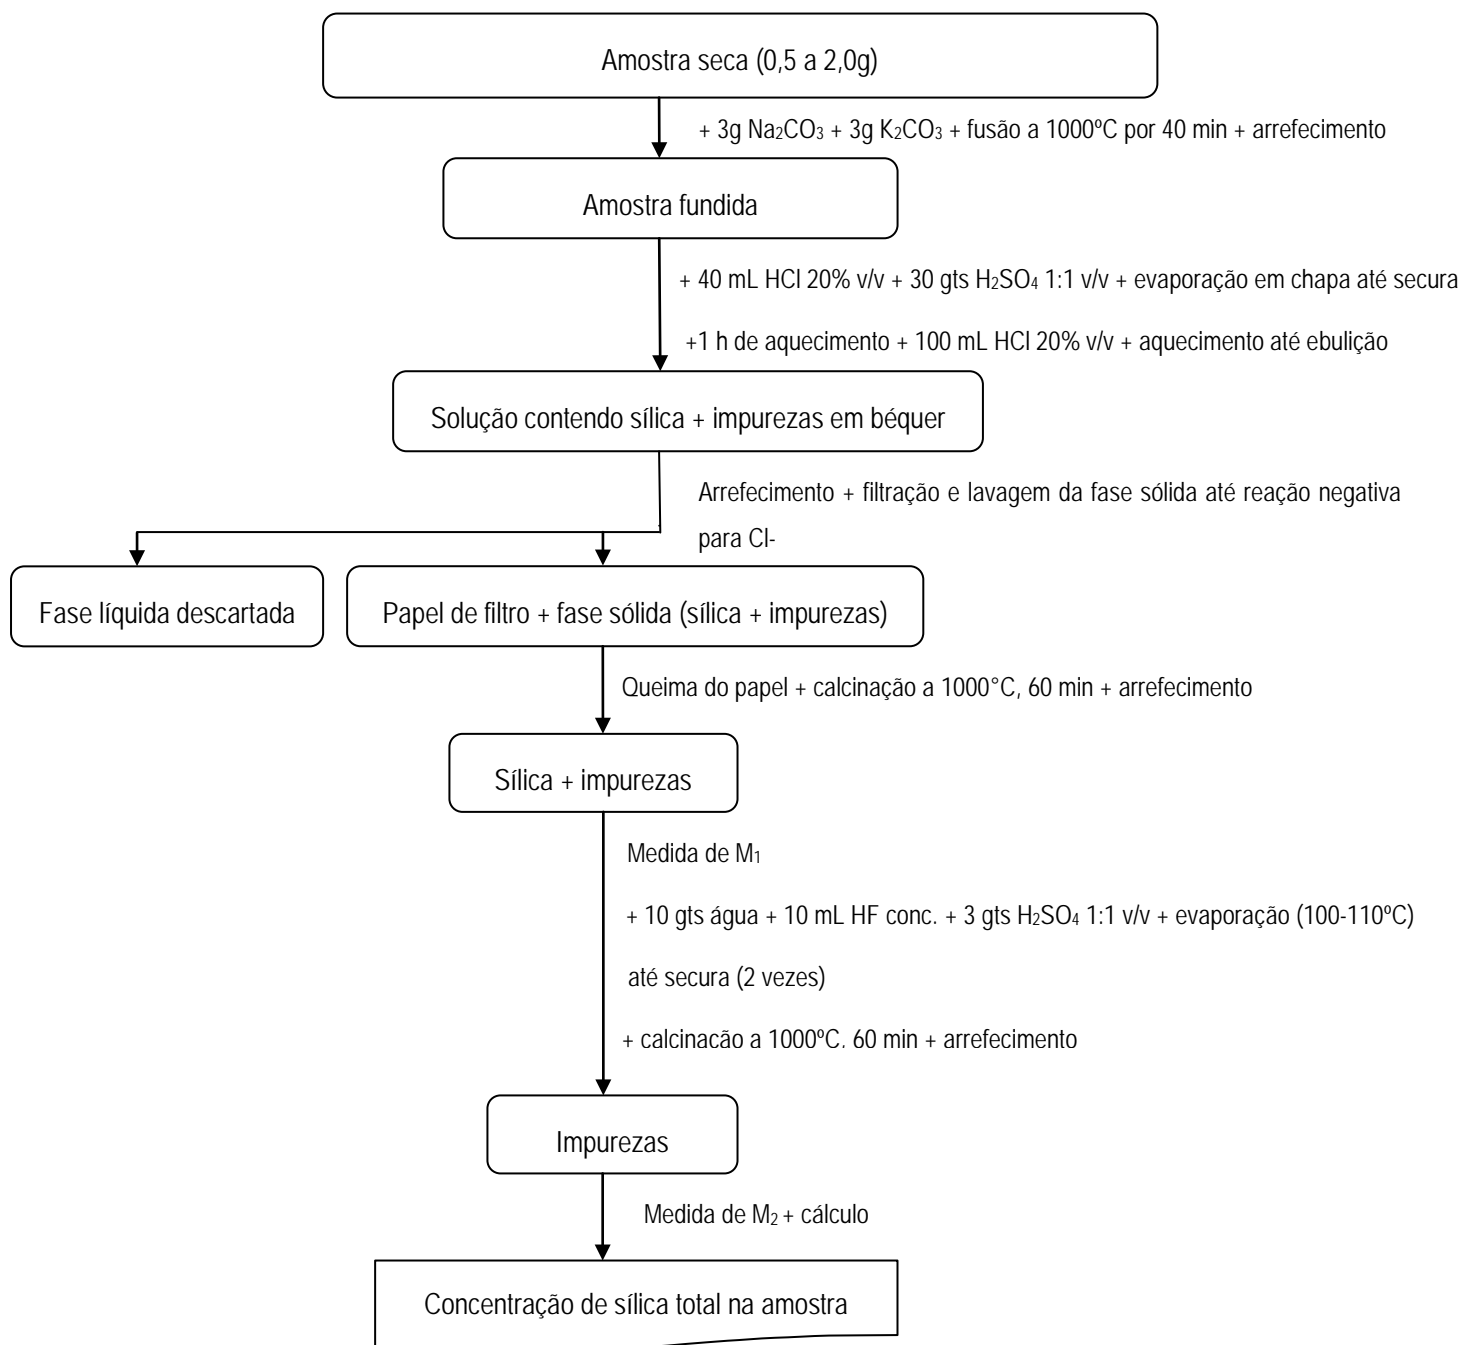 Amostra seca (0,5 a 2,0g)
+ 3g Na₂CO₃ + 3g K₂CO₃ + fusão a 1000ºC por 40 min + arrefecimento
Amostra fundida
+ 40 mL HCl 20% v/v + 30 gts H₂SO₄ 1:1 v/v + evaporação em chapa até secura
+1 h de aquecimento + 100 mL HCl 20% v/v + aquecimento até ebulição
Solução contendo sílica + impurezas em béquer
Arrefecimento + filtração e lavagem da fase sólida até reação negativa
para Cl-
Fase líquida descartada
Papel de filtro + fase sólida (sílica + impurezas)
Queima do papel + calcinação a 1000°C, 60 min + arrefecimento
Sílica + impurezas
Medida de M₁
+ 10 gts água + 10 mL HF conc. + 3 gts H₂SO₄ 1:1 v/v + evaporação (100-110ºC)
até secura (2 vezes)
+ calcinação a 1000ºC, 60 min + arrefecimento
Impurezas
Medida de M₂ + cálculo
Concentração de sílica total na amostra